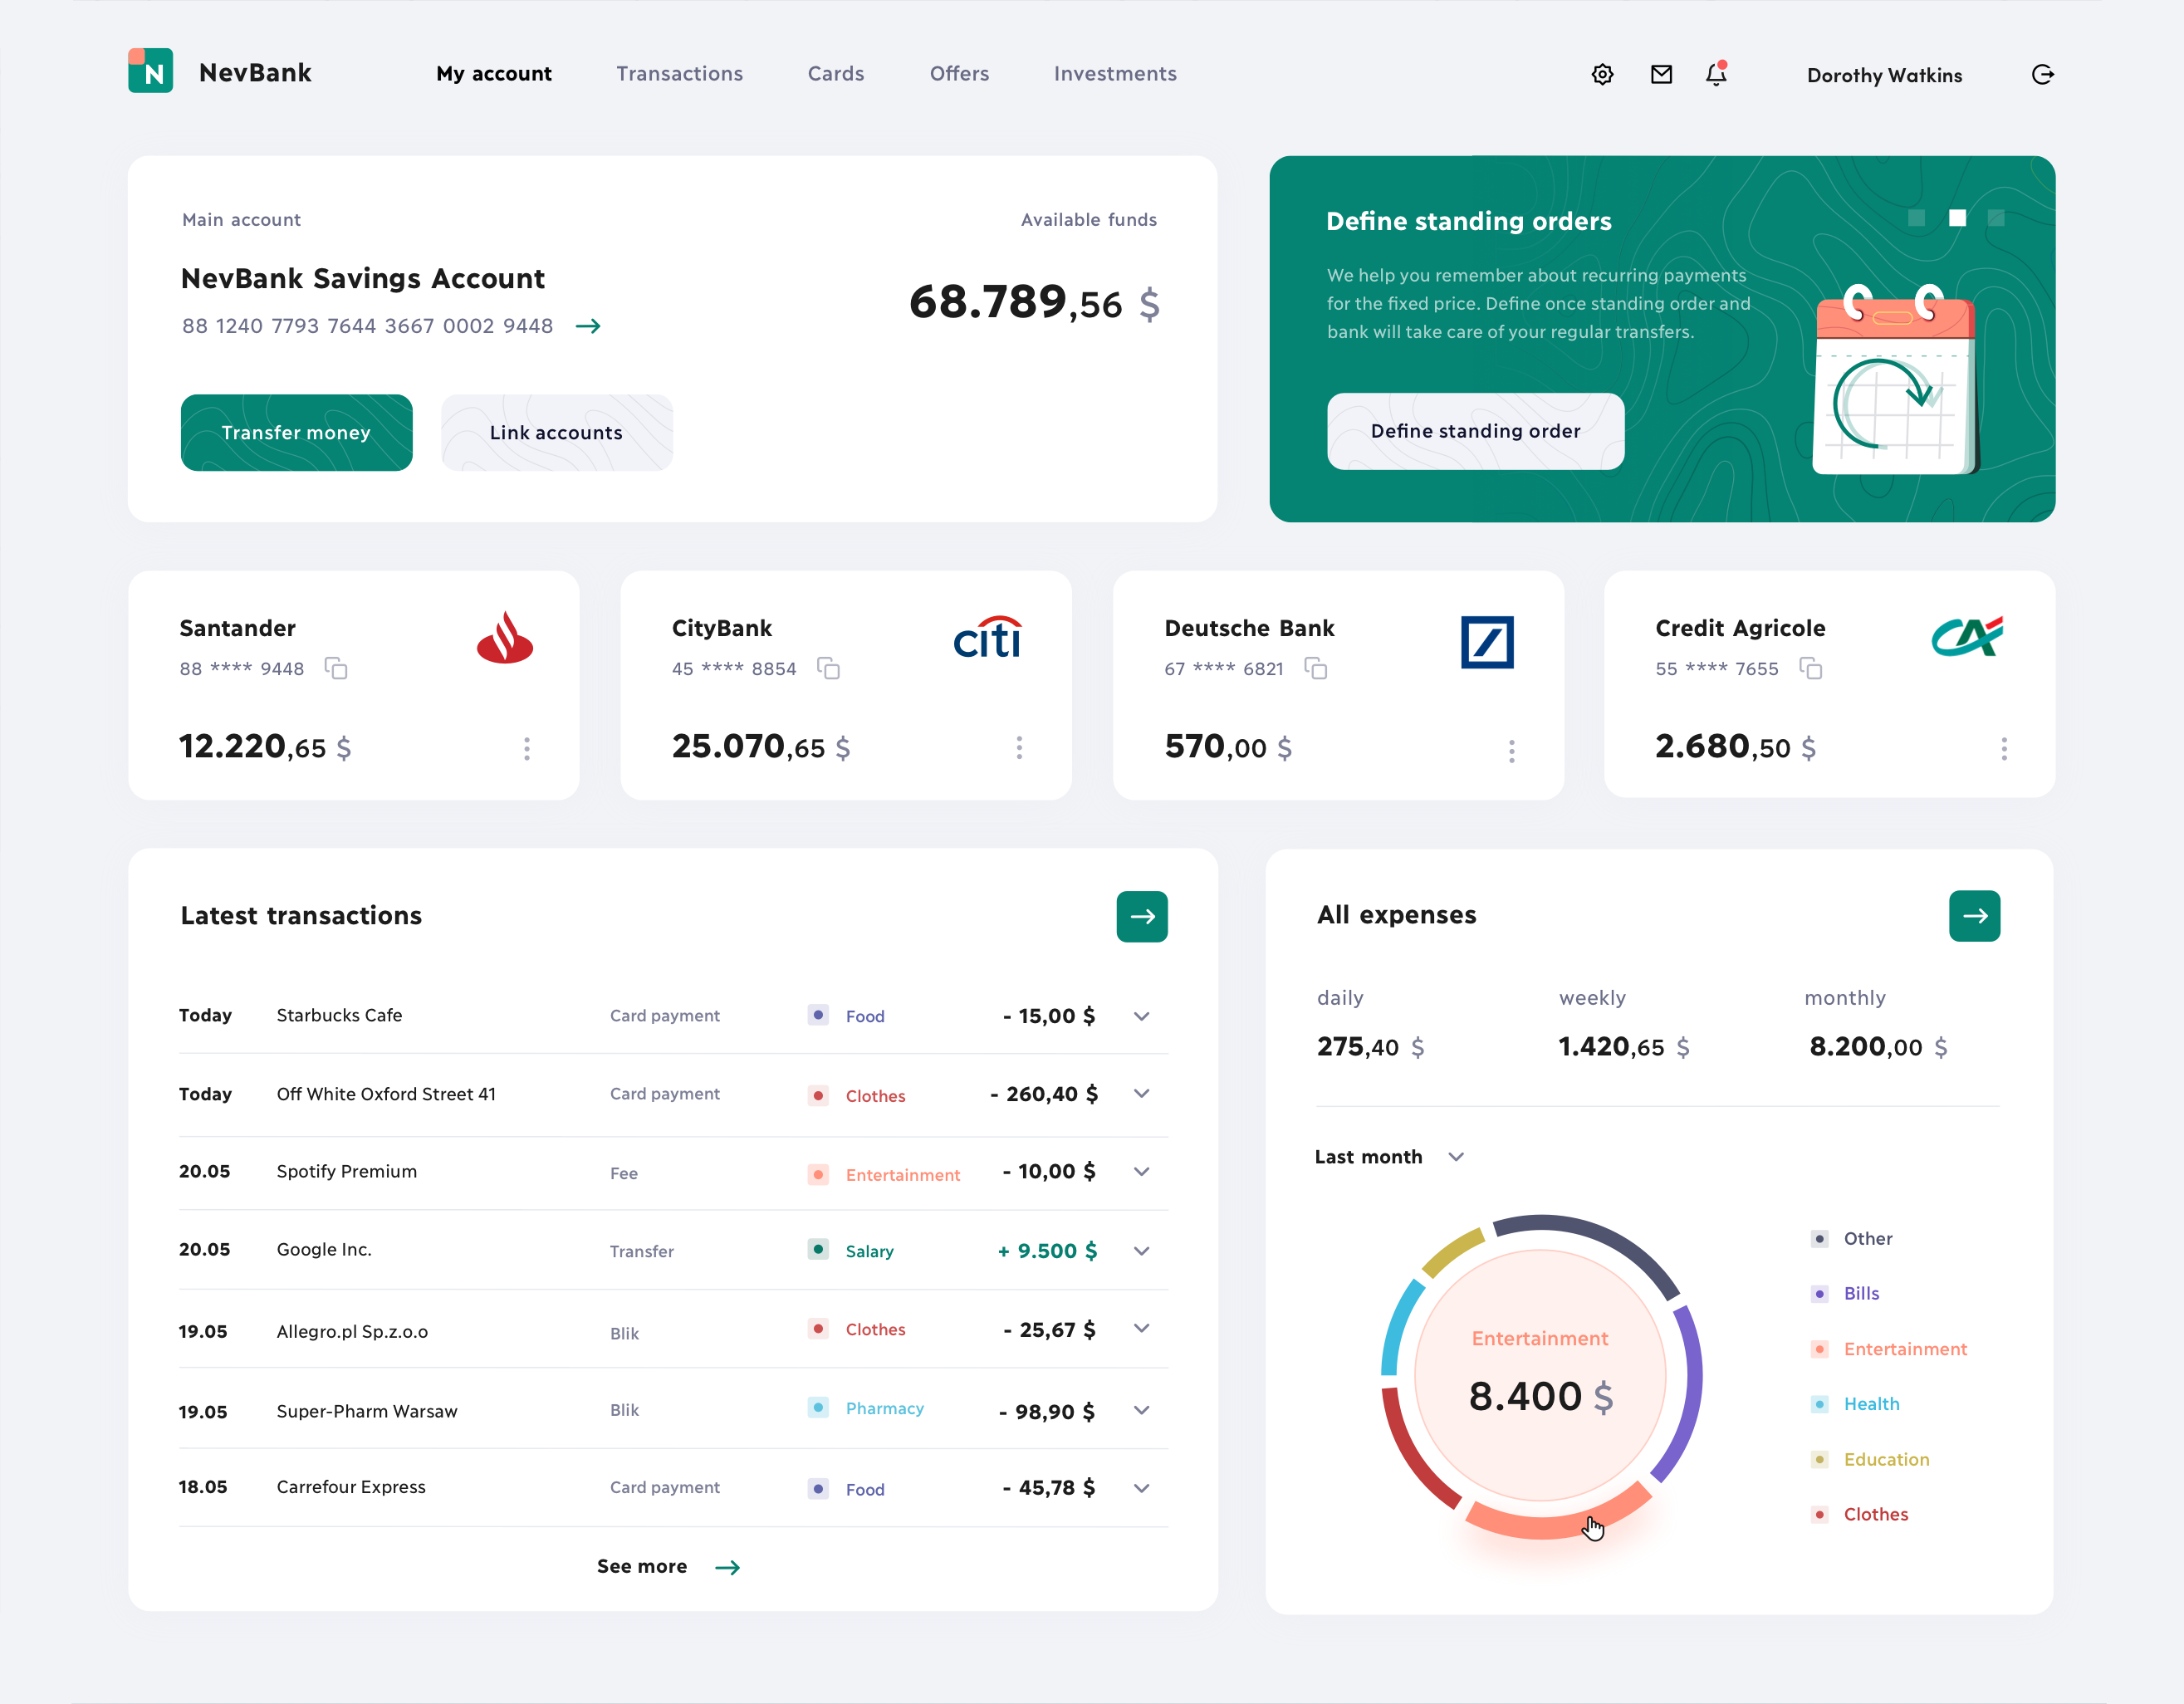 N NevBank My account Transactions Cards Offers Investments Dorothy Watkins
Main account
NevBank Savings Account
88 1240 7793 7644 3667 0002 9448
Available funds
68.789,56 $
Transfer money Link accounts
Define standing orders
We help you remember about recurring payments
for the fixed price. Define once standing order and
bank will take care of your regular transfers.
Define standing order
Santander
88 **** 9448
12.220,65 $
CityBank
45 **** 8854
citi
25.070,65 $
Deutsche Bank
67 **** 6821
570,00 $
Credit Agricole
55 **** 7655
CA
2.680,50 $
Latest transactions
Today Starbucks Cafe Card payment Food - 15,00 $
Today Off White Oxford Street 41 Card payment Clothes - 260,40 $
20.05 Spotify Premium Fee Entertainment - 10,00 $
20.05 Google Inc. Transfer Salary + 9.500 $
19.05 Allegro.pl Sp.z.o.o Blik Clothes - 25,67 $
19.05 Super-Pharm Warsaw Blik Pharmacy - 98,90 $
18.05 Carrefour Express Card payment Food - 45,78 $
See more
All expenses
daily weekly monthly
275,40 $ 1.420,65 $ 8.200,00 $
Last month
Entertainment
8.400 $
Other
Bills
Entertainment
Health
Education
Clothes